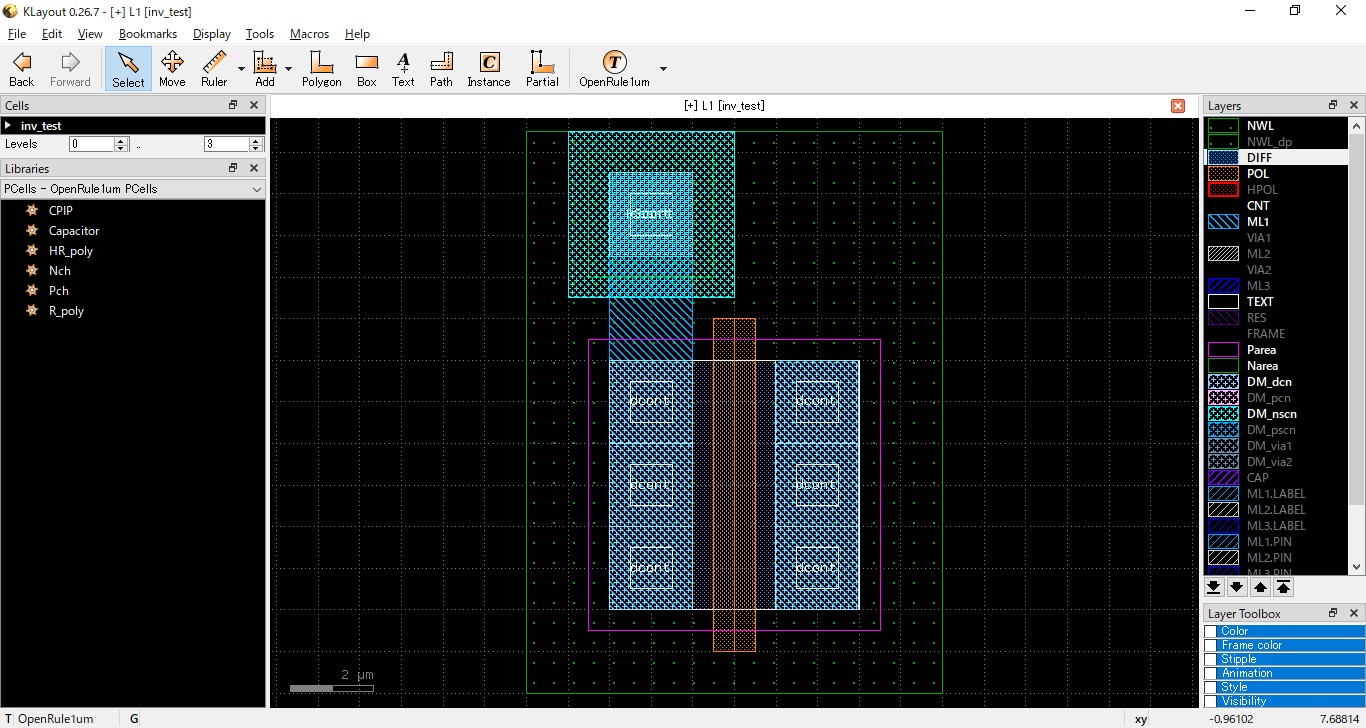 KLayout 0.26.7 - [+] L1 [inv_test]
File Edit View Bookmarks Display Tools Macros Help
Back Forward Select Move Ruler Add Polygon Box Text Path Instance Partial OpenRule1um
Cells
inv_test
Levels 0 .. 3
Libraries
PCells - OpenRule1um PCells
CPIP
Capacitor
HR_poly
Nch
Pch
R_poly
[+] L1 [inv_test]
dcont dcont
dcont dcont
dcont dcont
2 µm
Layers
NWL
NWL_dp
DIFF
POL
HPOL
CNT
ML1
VIA1
ML2
VIA2
ML3
TEXT
RES
FRAME
Parea
Narea
DM_dcn
DM_pcn
DM_nscn
DM_pscn
DM_via1
DM_via2
CAP
ML1.LABEL
ML2.LABEL
ML3.LABEL
ML1.PIN
ML2.PIN
ML3.PIN
Layer Toolbox
Color
Frame color
Stipple
Animation
Style
Visibility
T OpenRule1um G xy -0.96102 7.68814